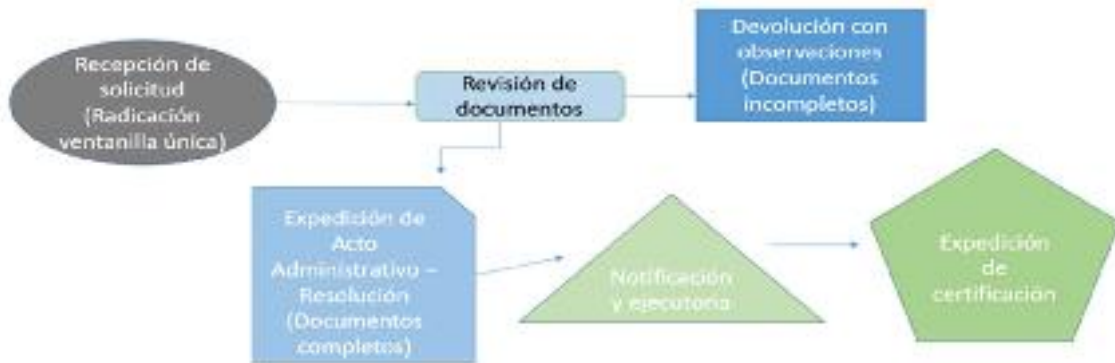 Recepción de
solicitud
(Radicación
ventanilla única)
Revisión de
documentos
Devolución con
observaciones
(Documentos
incompletos)
Expedición de
Acto
Administrativo –
Resolución
(Documentos
completos)
Notificación
y ejecutoria
Expedición
de
certificación